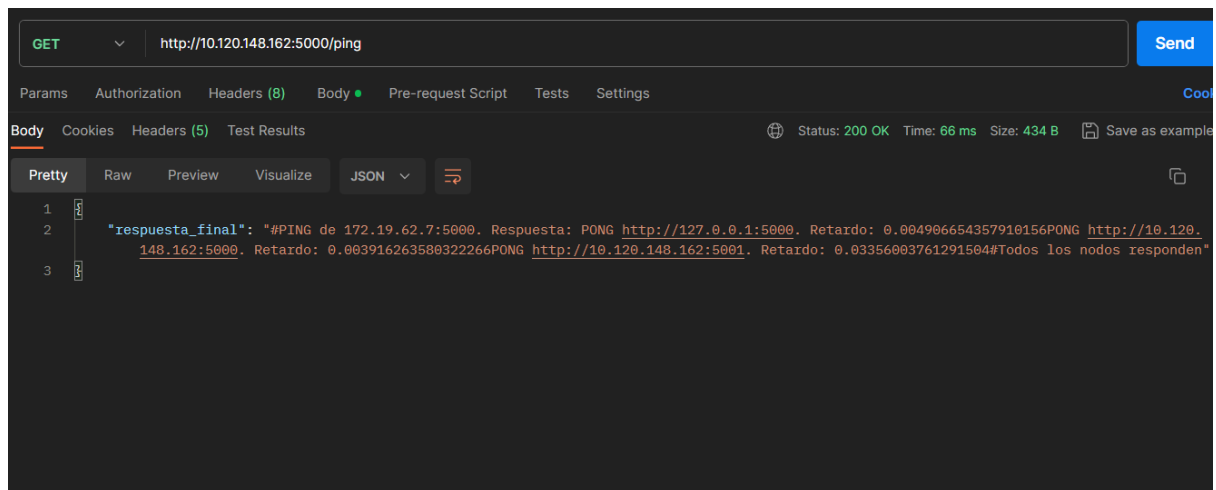 GET http://10.120.148.162:5000/ping Send
Params Authorization Headers (8) Body Pre-request Script Tests Settings
Body Cookies Headers (5) Test Results Status: 200 OK Time: 66 ms Size: 434 B Save as example
Pretty Raw Preview Visualize JSON
1 {
2 "respuesta_final": "#PING de 172.19.62.7:5000. Respuesta: PONG http://127.0.0.1:5000. Retardo: 0.004906654357910156PONG http://10.120.
148.162:5000. Retardo: 0.003916263580322266PONG http://10.120.148.162:5001. Retardo: 0.03356003761291504#Todos los nodos responden"
3 }